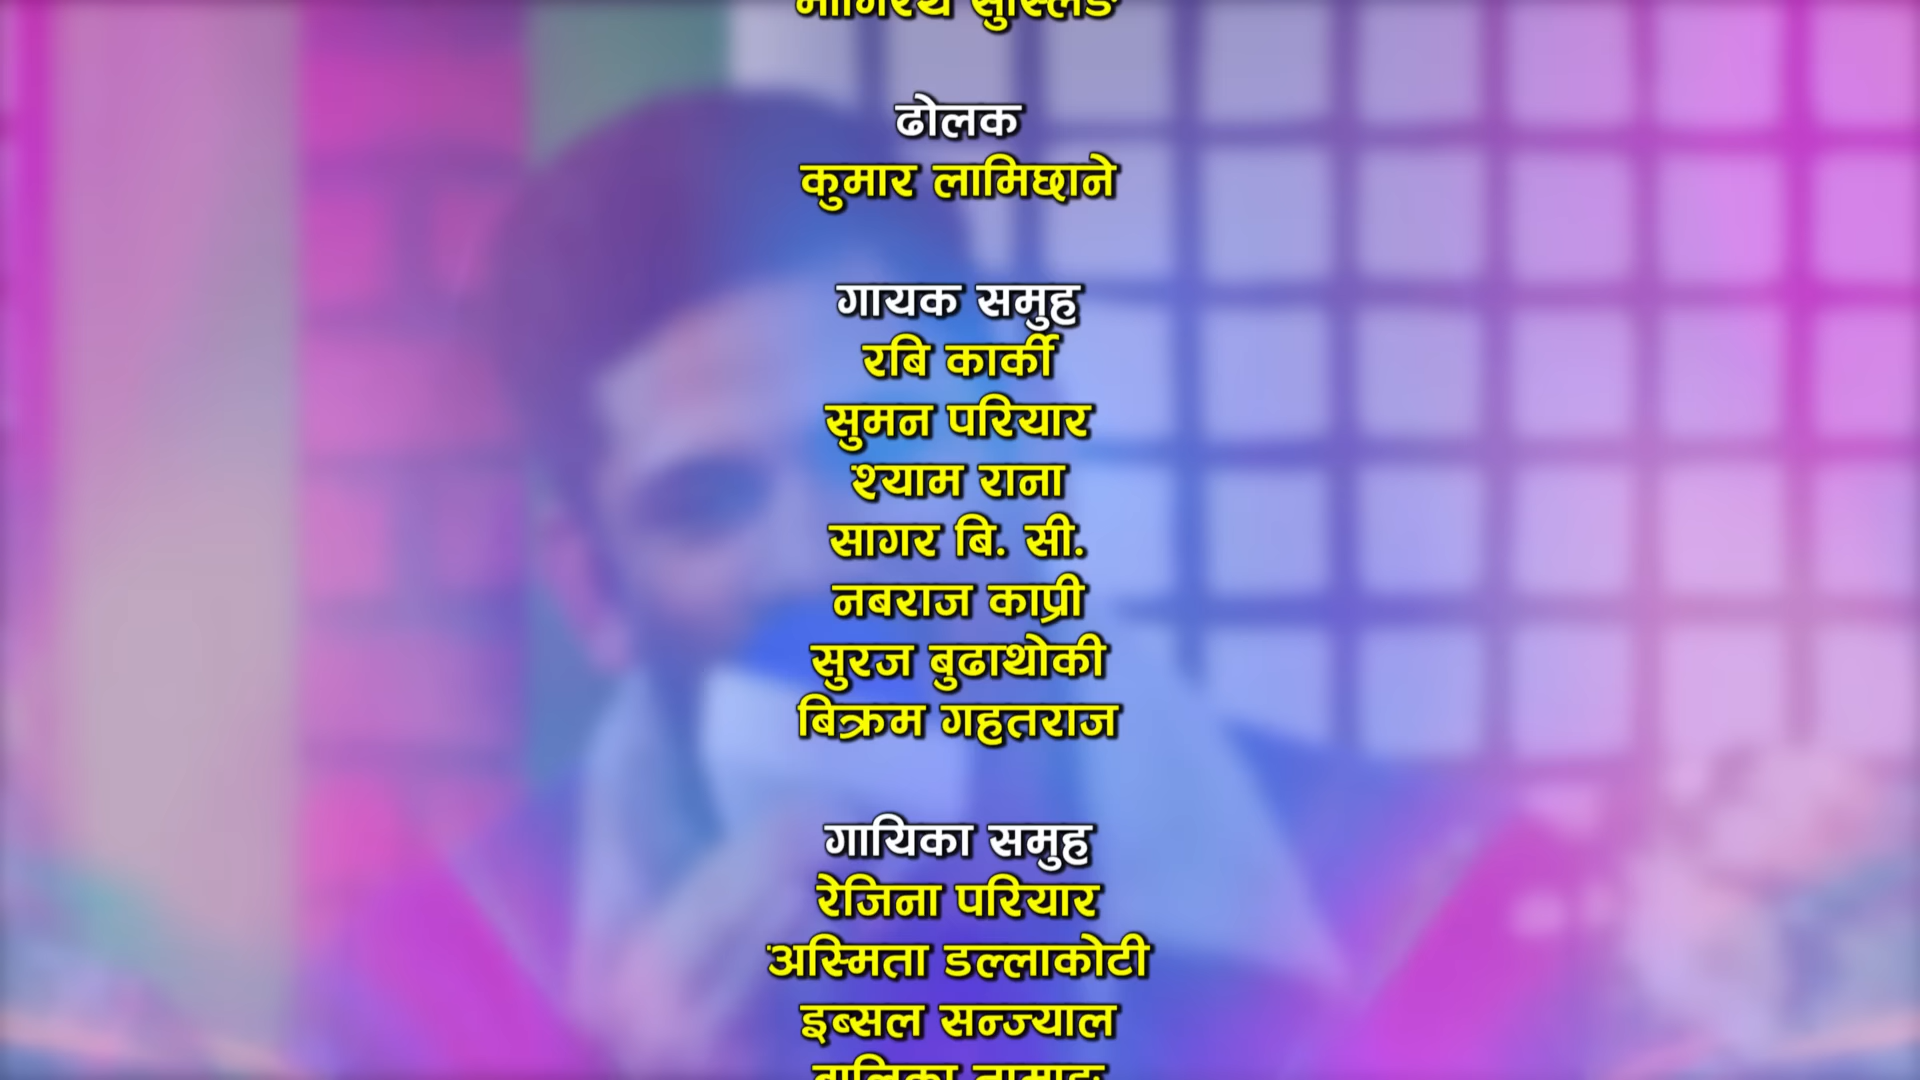 ढोलक
कुमार लामिछाने
गायक समुह
रबि कार्की
सुमन परियार
श्याम राना
सागर बि. सी.
नबराज काप्री
सुरज बुढाथोकी
बिक्रम गहतराज
गायिका समुह
रेजिना परियार
अस्मिता डल्लाकोटी
इब्सल सन्ज्याल